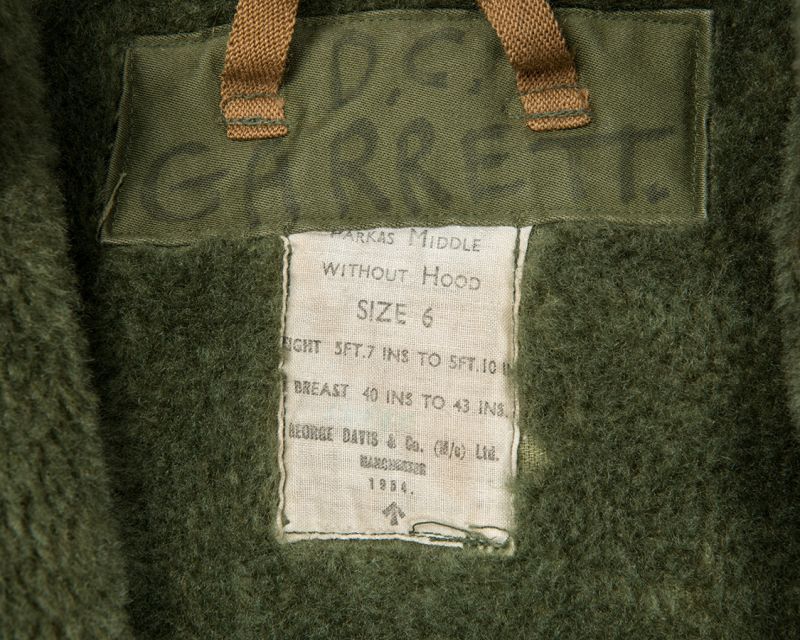 D.G.
GARRETT.
PARKAS MIDDLE
WITHOUT HOOD
SIZE 6
IGHT 5FT.7 INS TO 5FT.10 I
BREAST 40 INS TO 43 INS.
GEORGE DAVIS & Co. (M/c) Ltd.
MANCHESTER
1954.